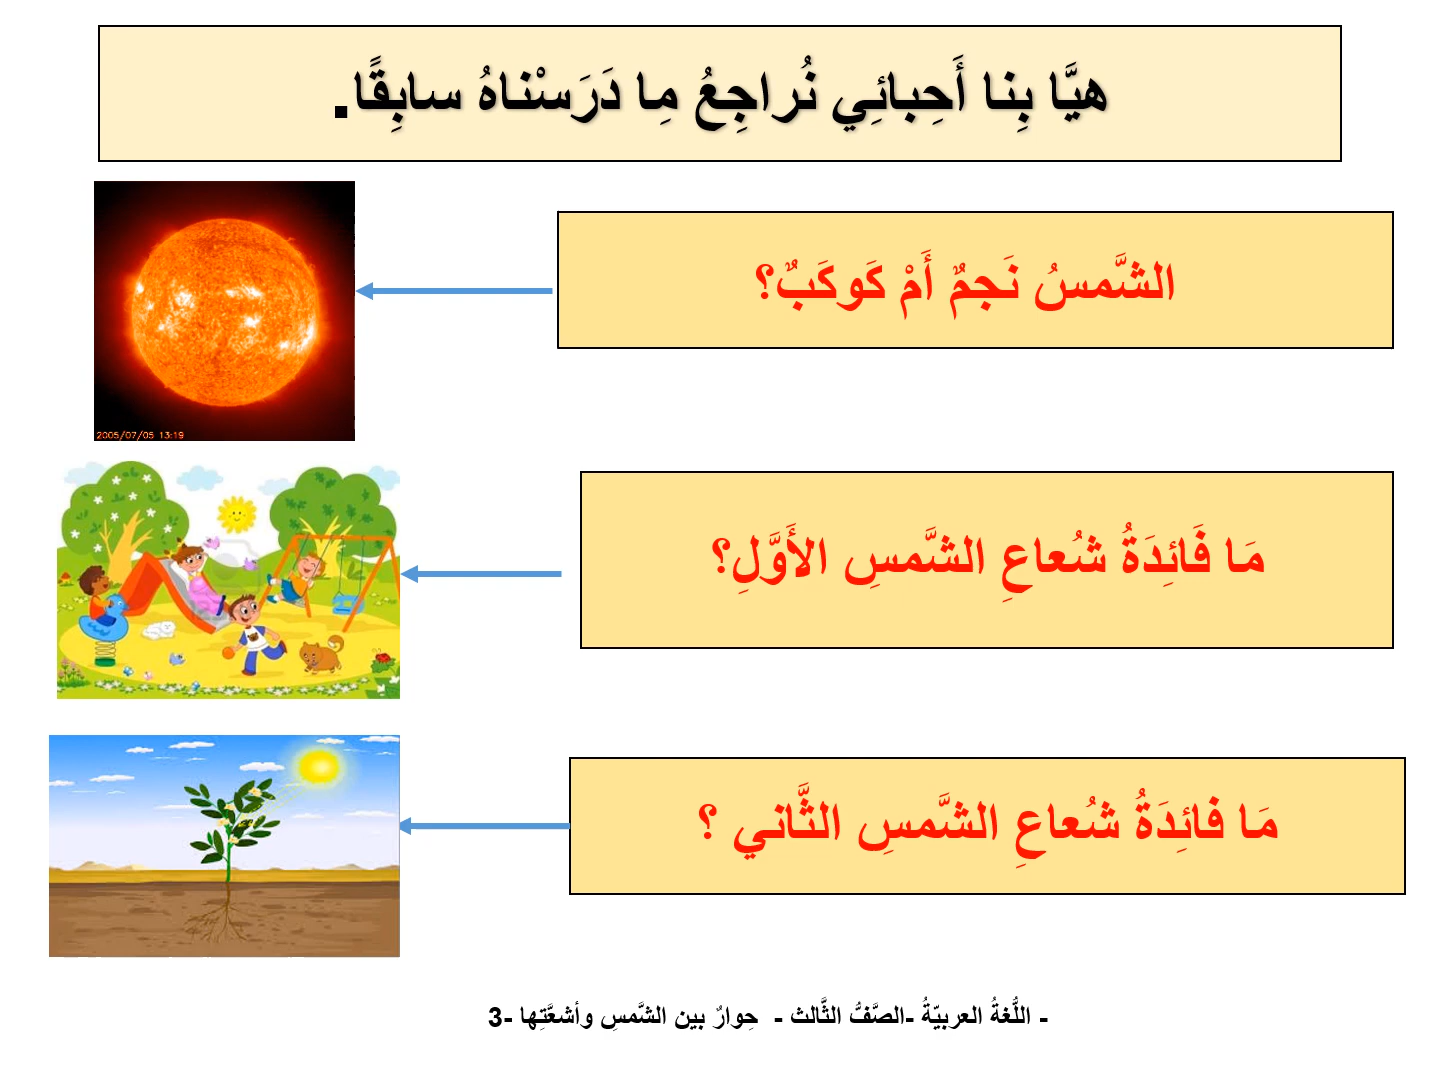 هيَّا بِنا أَحِبائِي نُراجِعُ مِا دَرَسْناهُ سابِقًا.
الشَّمسُ نَجمٌ أَمْ كَوكَبٌ؟
2005/07/05 13:19
مَا فَائِدَةُ شُعاعِ الشَّمسِ الأَوَّلِ؟
مَا فائِدَةُ شُعاعِ الشَّمسِ الثَّاني ؟
- اللُّغةُ العربيّةُ -الصَّفُّ الثَّالث - حِوارٌ بين الشَّمسِ وأشعَّتِها -3